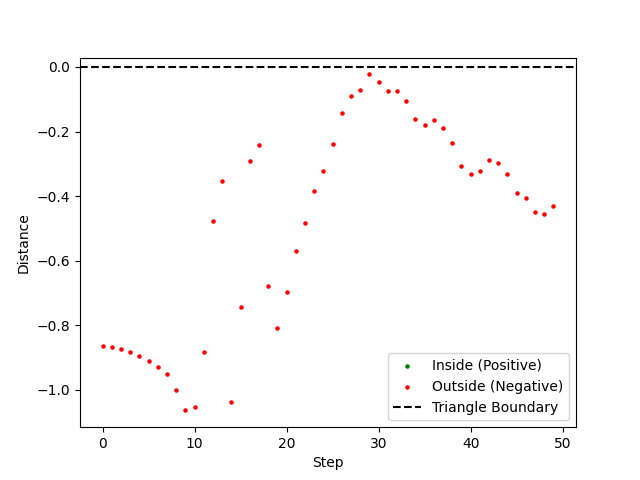 0.0
−0.2
−0.4
−0.6
−0.8
−1.0
Distance
0 10 20 30 40 50
Step
Inside (Positive)
Outside (Negative)
Triangle Boundary